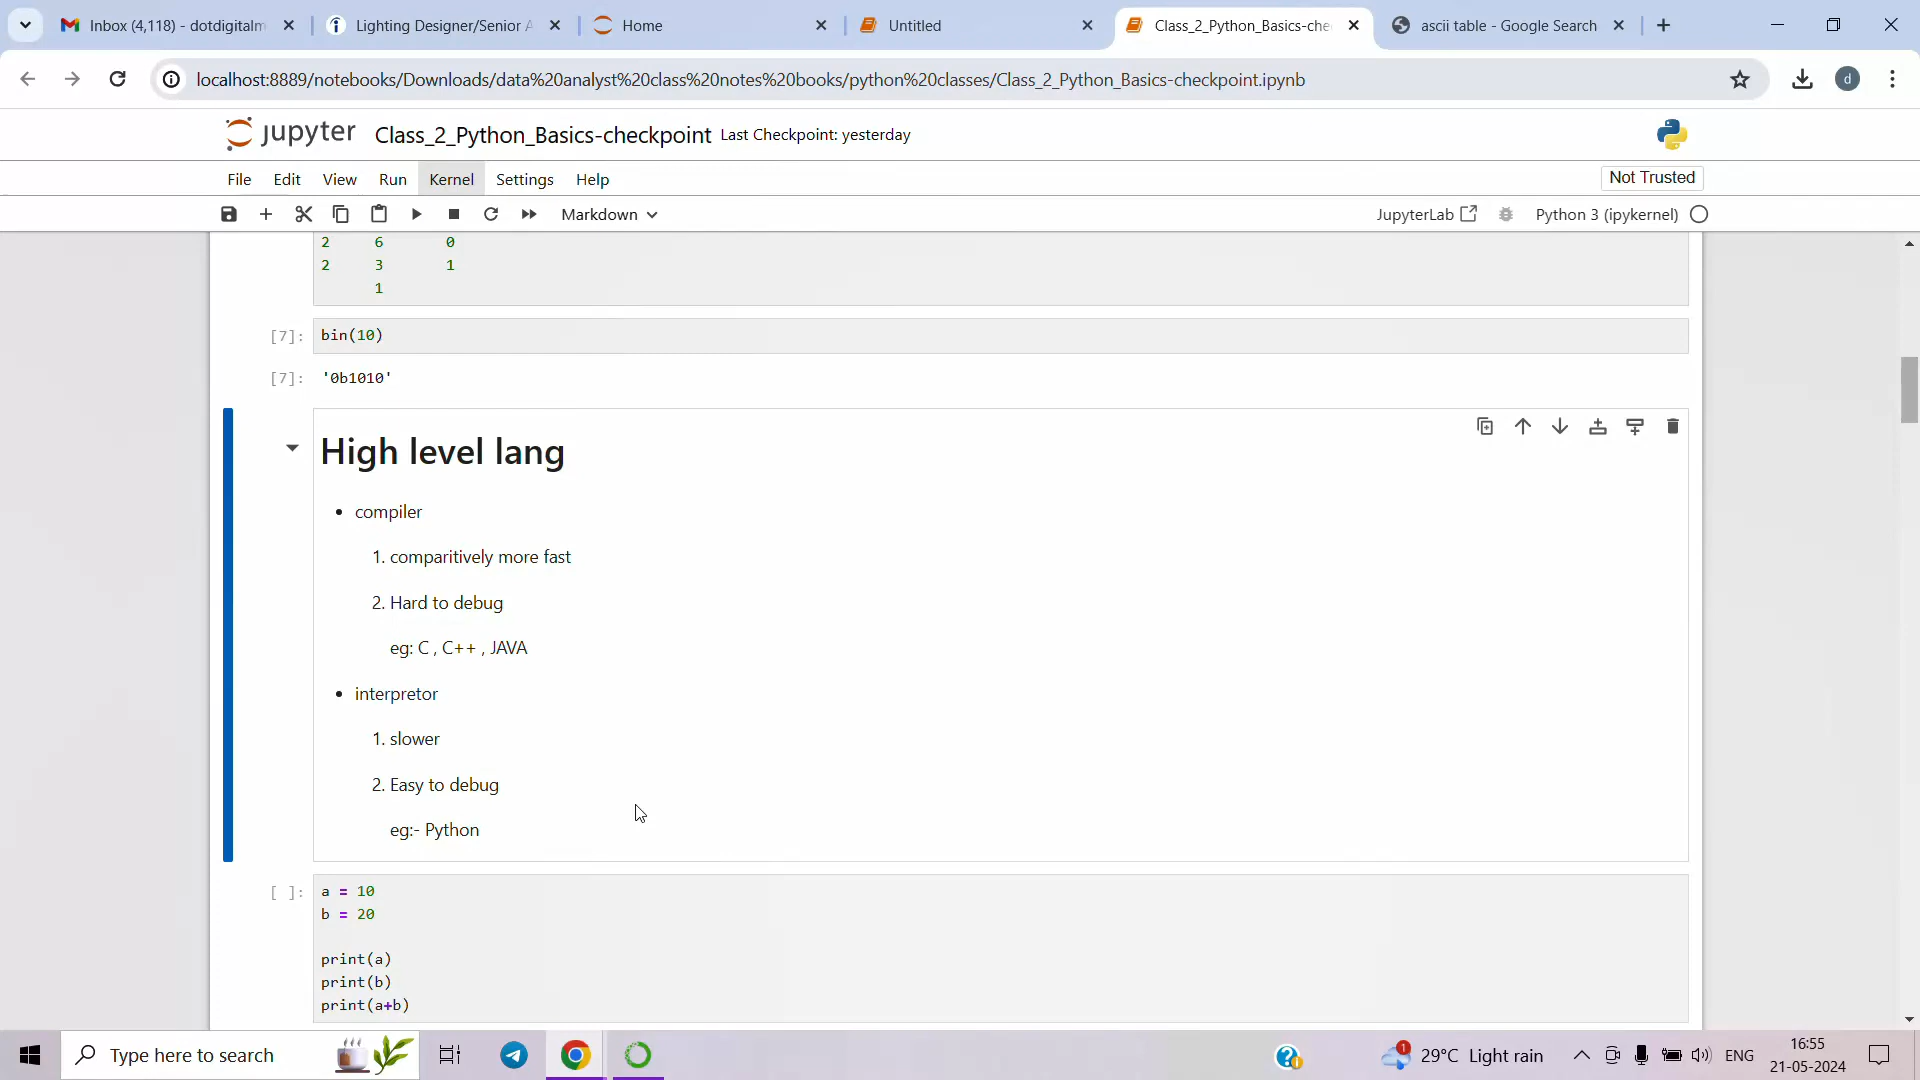 Inbox (4,118) - dotdigitalm
Lighting Designer/Senior A
Home
Untitled
Class_2_Python_Basics-che
ascii table - Google Search
localhost:8889/notebooks/Downloads/data%20analyst%20class%20notes%20books/python%20classes/Class_2_Python_Basics-checkpoint.ipynb
d
jupyter Class_2_Python_Basics-checkpoint Last Checkpoint: yesterday
File Edit View Run Kernel Settings Help
Not Trusted
Markdown
JupyterLab
Python 3 (ipykernel)
2 6 0
2 3 1
1
[7]: bin(10)
[7]: '0b1010'
High level lang
• compiler
1. comparitively more fast
2. Hard to debug
eg: C , C++ , JAVA
• interpretor
1. slower
2. Easy to debug
eg:- Python
[ ]: a = 10
b = 20
print(a)
print(b)
print(a+b)
Type here to search
1
29°C Light rain
ENG
16:55
21-05-2024